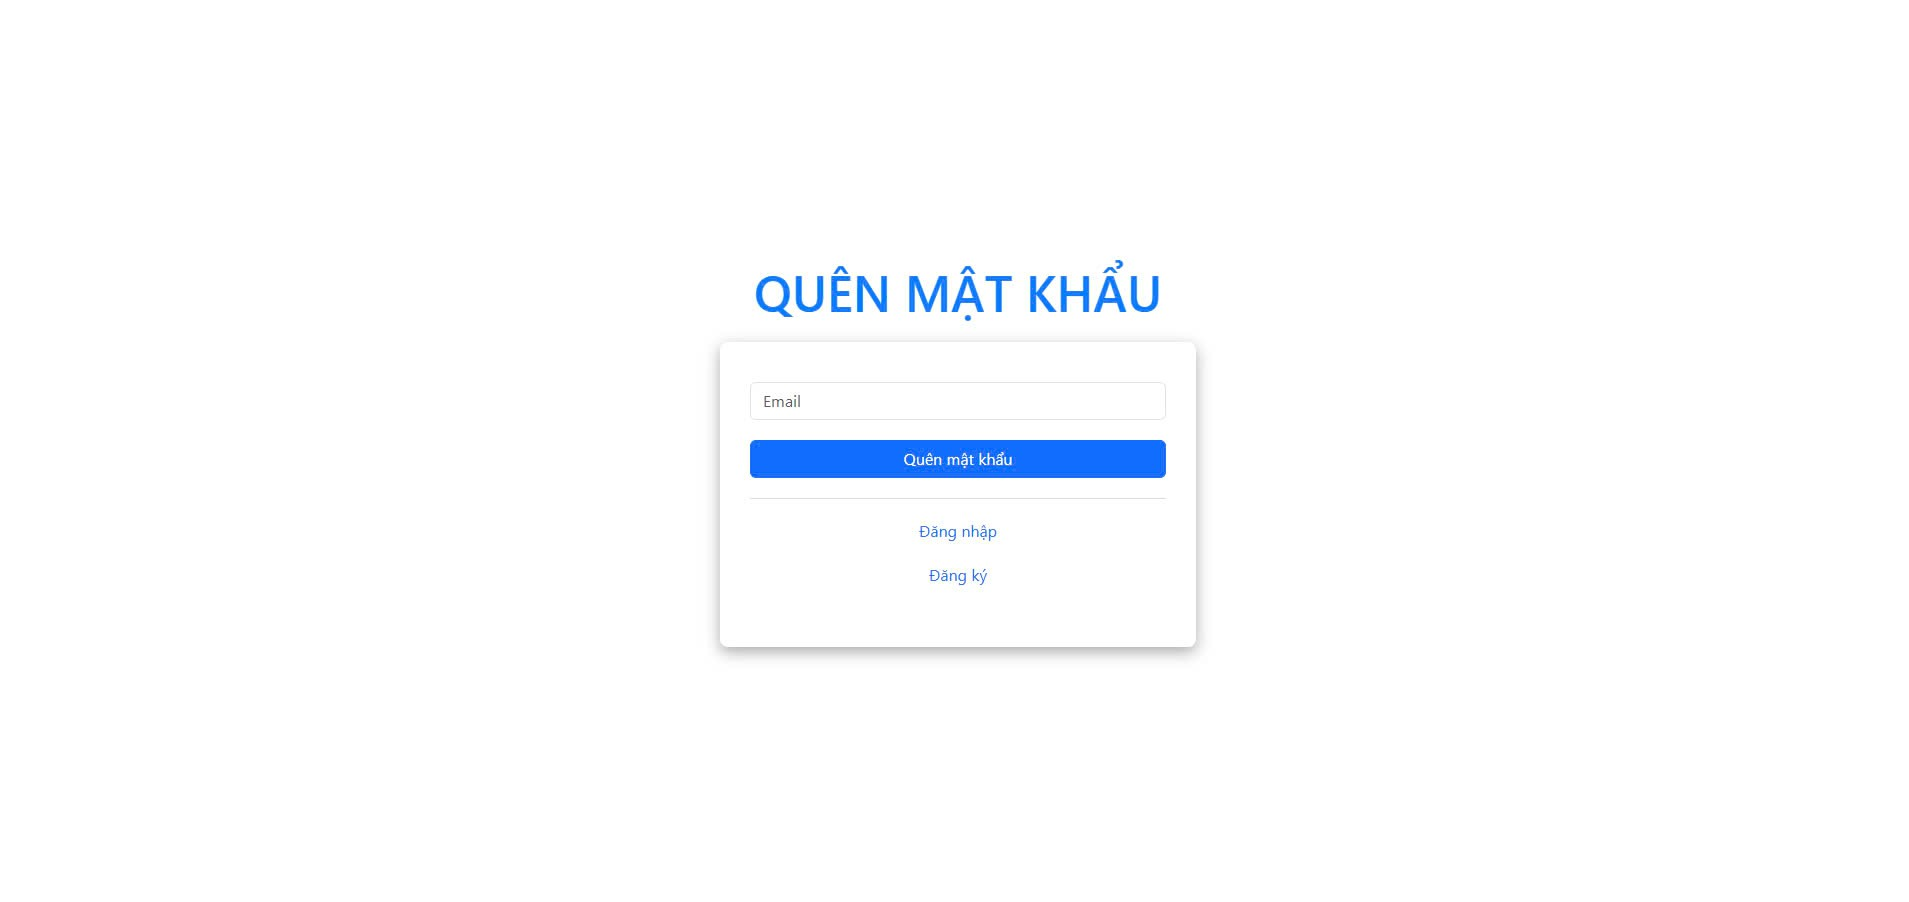 QUÊN MẬT KHẨU
Email
Quên mật khẩu
Đăng nhập
Đăng ký